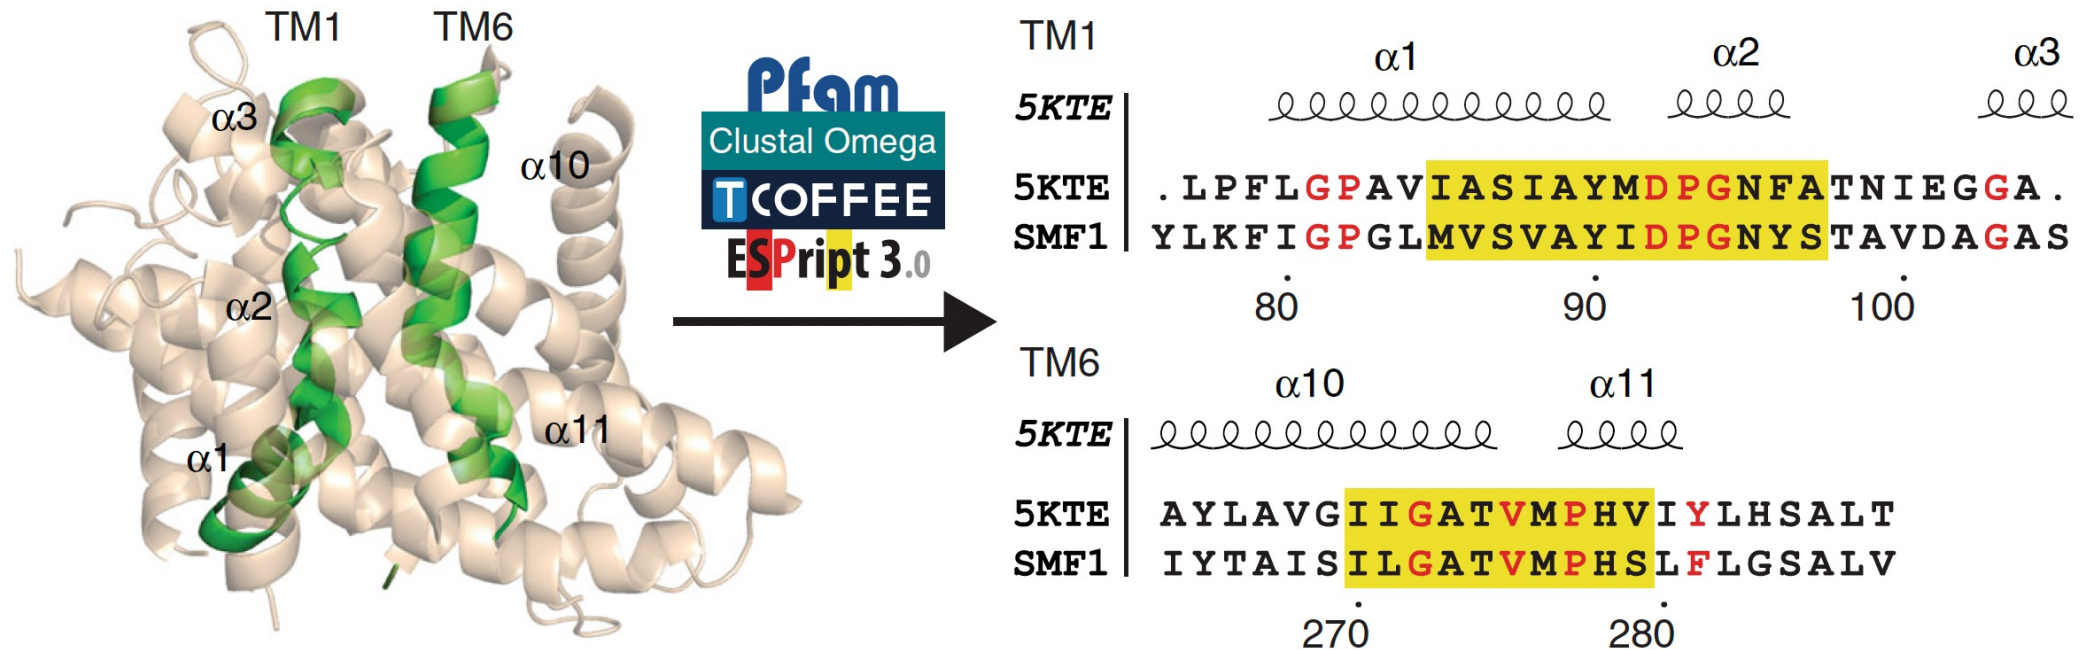 TM1 TM6
α3
α10
α2
α11
α1
Pfam
Clustal Omega
TCOFFEE
ESPript 3.0
TM1
α1 α2 α3
5KTE
5KTE .LPFLGPAVIASIAYMDPGNFATNIEGGA.
SMF1 YLKFIGPGLMVSVAYIDPGNYSTAVDAGAS
80 90 100
TM6
α10 α11
5KTE
5KTE AYLAVGIIGATVMPHVIYLHSALT
SMF1 IYTAISILGATVMPHSLFLGSALV
270 280